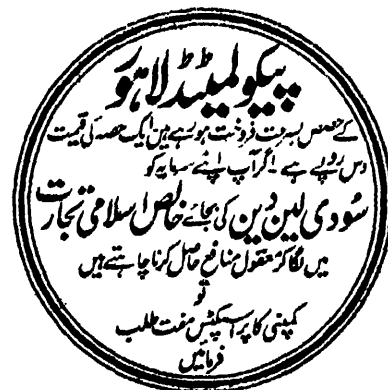 پیکو لمیٹڈ لاہور
کے حصص بسرعت فروخت ہو رہے ہیں ایک حصہ کی قیمت
دس روپے ہے۔ اگر آپ اپنے سرمایہ کو
سودی لین دین کی بجائے خالص اسلامی تجارت
میں لگا کر معقول منافع حاصل کرنا چاہتے ہیں
تو
کمپنی کا پراسپکٹس مفت طلب
فرمائیں